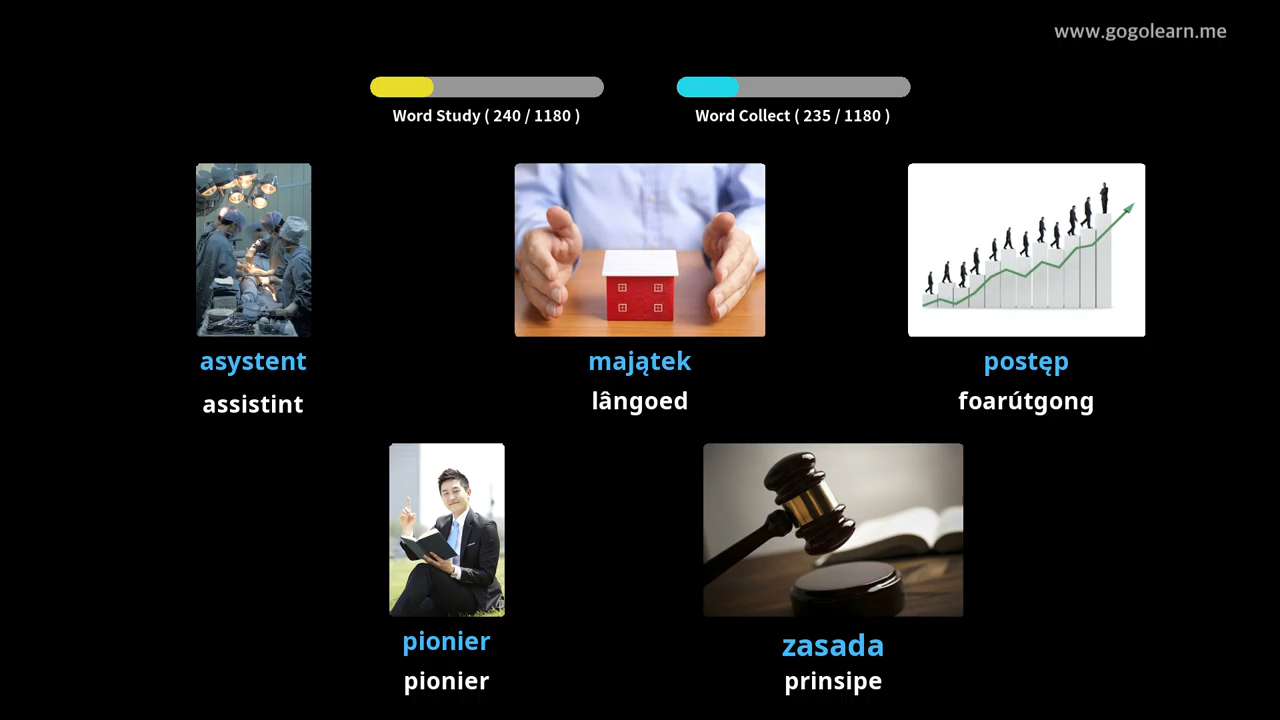 www.gogolearn.me
Word Study ( 240 / 1180 )
Word Collect ( 235 / 1180 )
asystent
assistint
majątek
lângoed
postęp
foarútgong
pionier
pionier
zasada
prinsipe